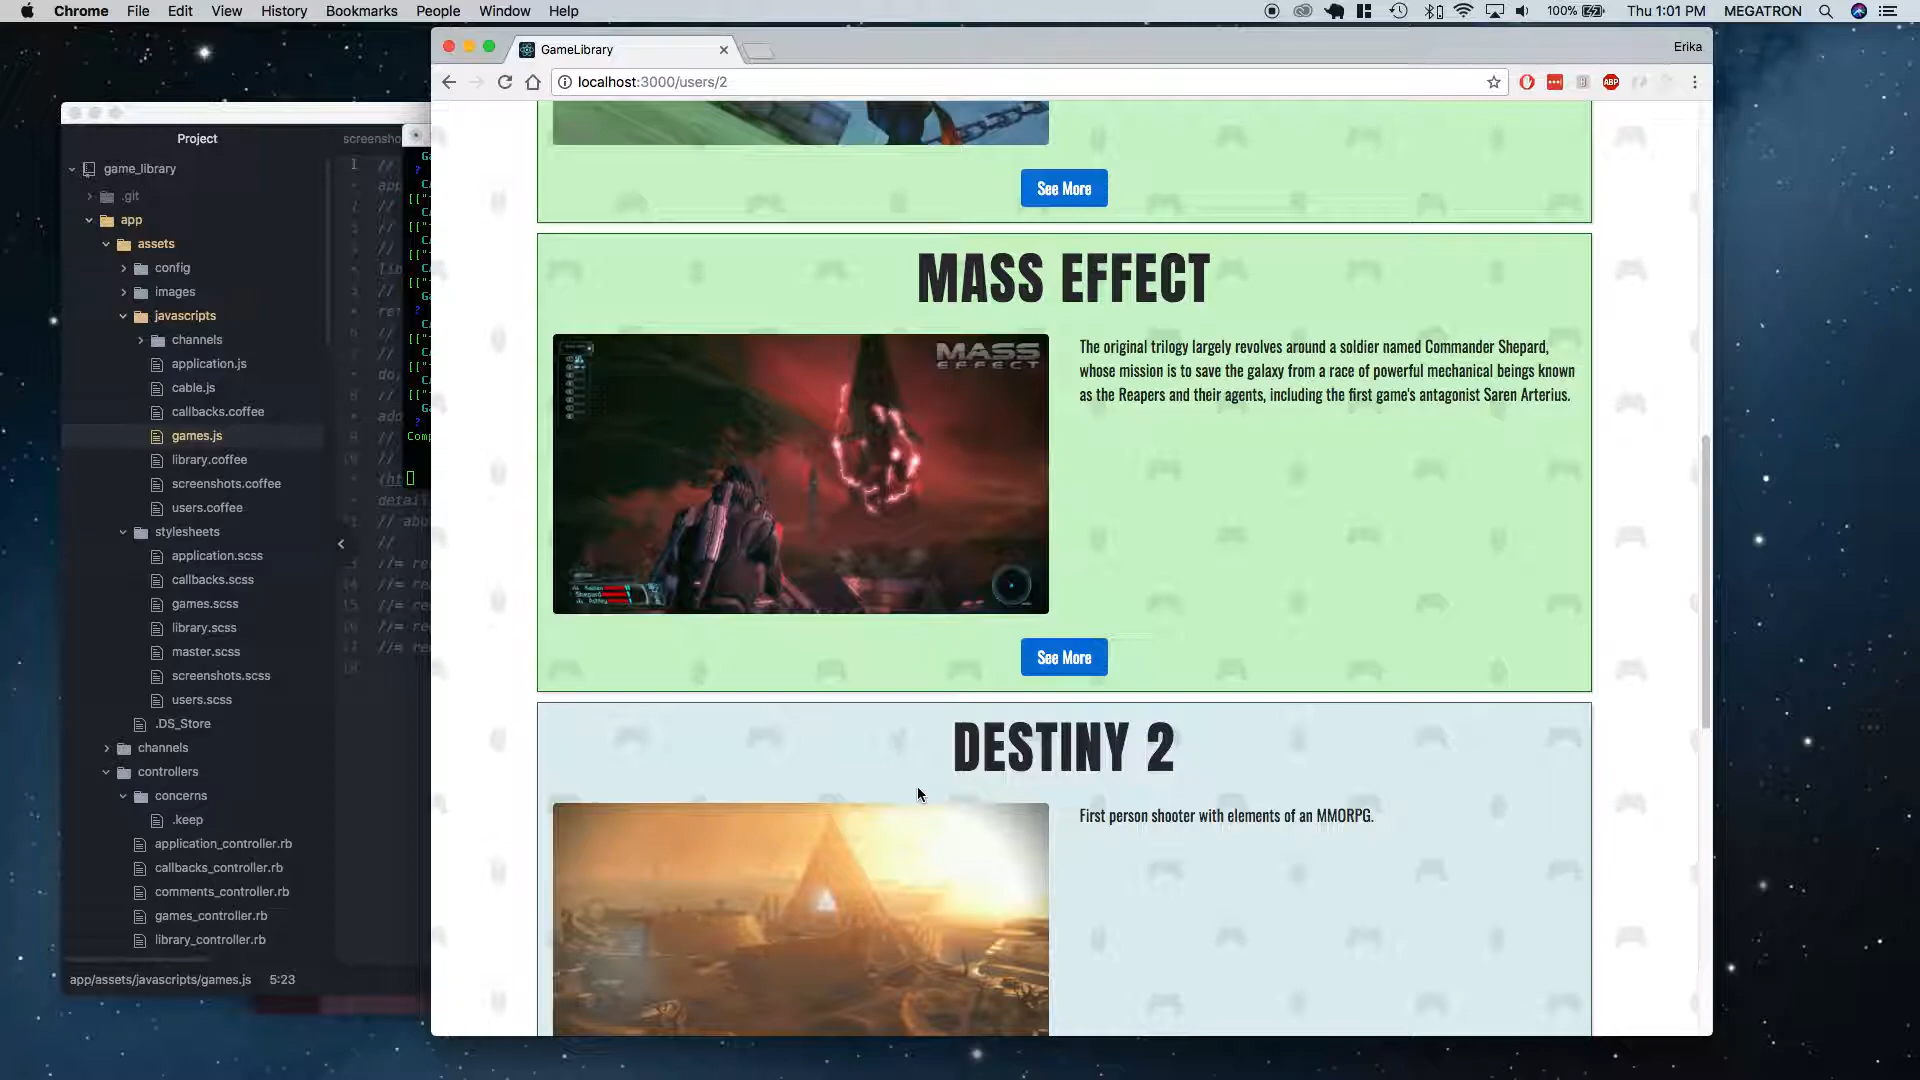 Chrome File Edit View History Bookmarks People Window Help
100% Thu 1:01 PM MEGATRON
GameLibrary
Erika
localhost:3000/users/2
ABP
Project
game_library
.git
app
assets
config
images
javascripts
channels
application.js
cable.js
callbacks.coffee
games.js
library.coffee
screenshots.coffee
users.coffee
stylesheets
application.scss
callbacks.scss
games.scss
library.scss
master.scss
screenshots.scss
users.scss
.DS_Store
channels
controllers
concerns
.keep
application_controller.rb
callbacks_controller.rb
comments_controller.rb
games_controller.rb
library_controller.rb
app/assets/javascripts/games.js 5:23
See More
MASS EFFECT
MASS
EFFECT
The original trilogy largely revolves around a soldier named Commander Shepard,
whose mission is to save the galaxy from a race of powerful mechanical beings known
as the Reapers and their agents, including the first game's antagonist Saren Arterius.
See More
DESTINY 2
First person shooter with elements of an MMORPG.